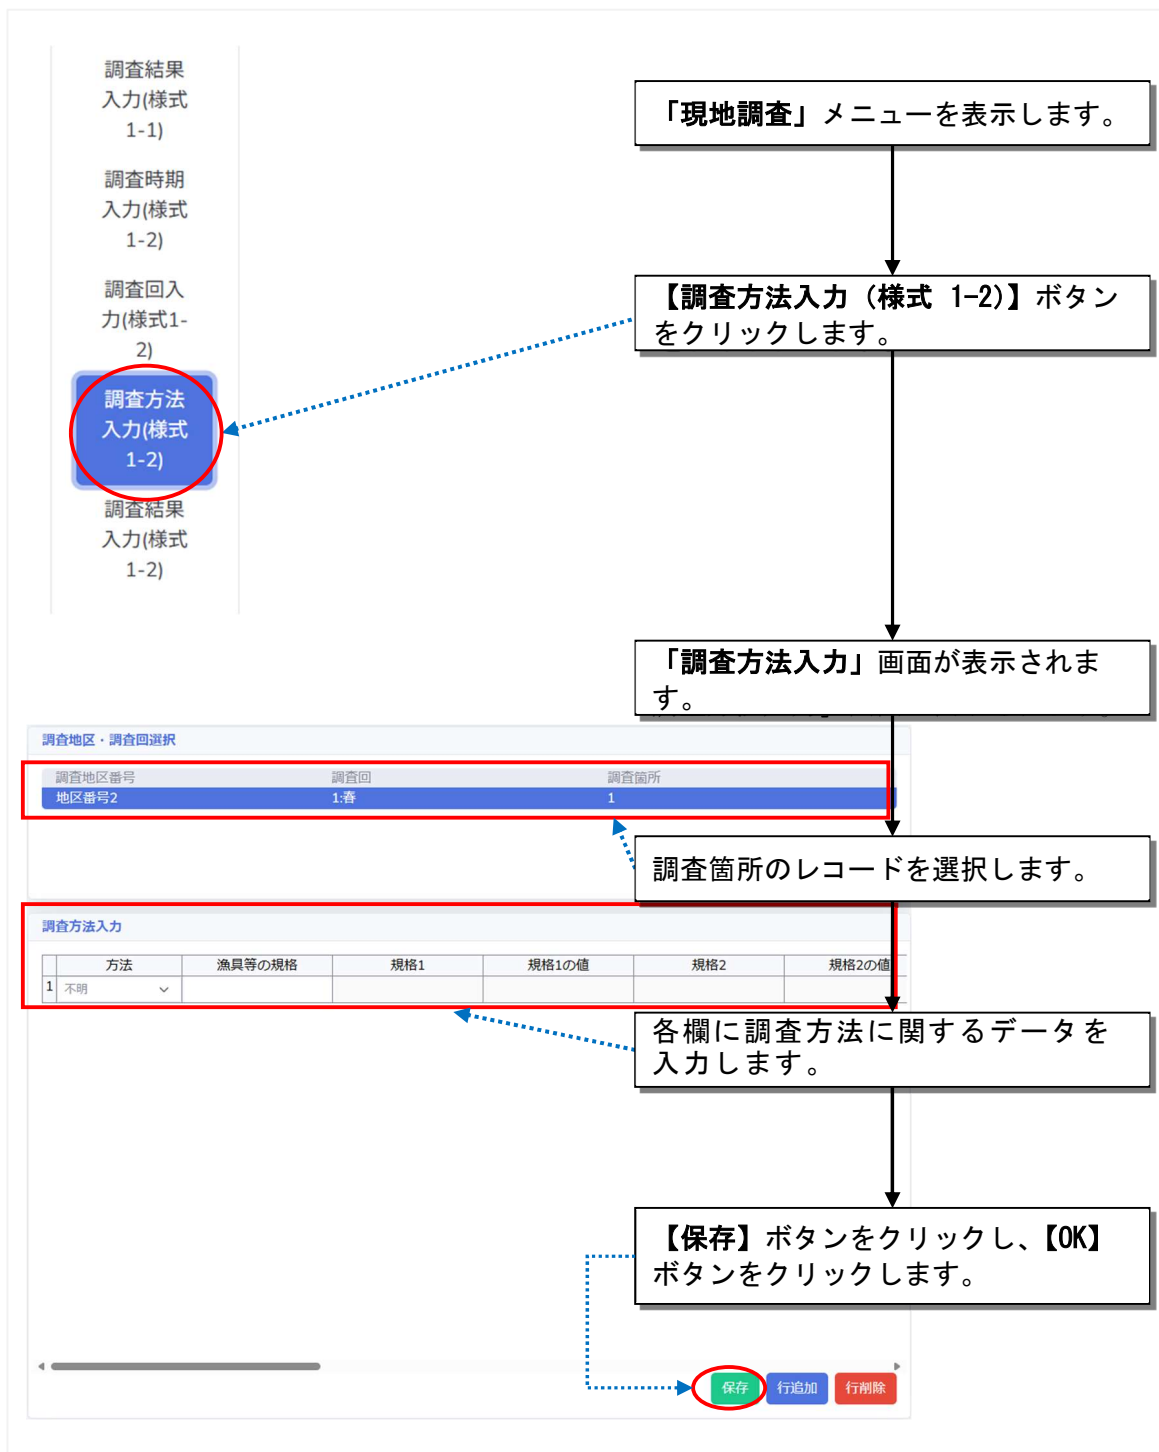 調査結果
入力(様式
1-1)
調査時期
入力(様式
1-2)
調査回入
力(様式1-
2)
調査方法
入力(様式
1-2)
調査結果
入力(様式
1-2)
「現地調査」メニューを表示します。
【調査方法入力（様式 1-2)】ボタン
をクリックします。
「調査方法入力」画面が表示されま
す。
調査地区・調査回選択
調査地区番号 調査回 調査箇所
地区番号2 1:春 1
調査箇所のレコードを選択します。
調査方法入力
方法 漁具等の規格 規格1 規格1の値 規格2 規格2の値
1 不明
各欄に調査方法に関するデータを
入力します。
【保存】ボタンをクリックし、【OK】
ボタンをクリックします。
保存 行追加 行削除